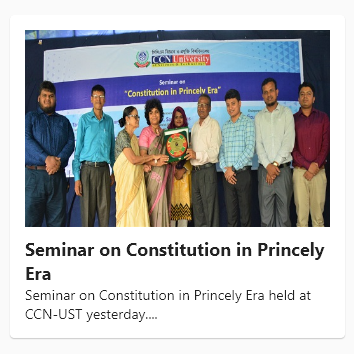 CCN University
Seminar on
"Constitution in Princely Era"
Seminar on Constitution in Princely
Era
Seminar on Constitution in Princely Era held at
CCN-UST yesterday....